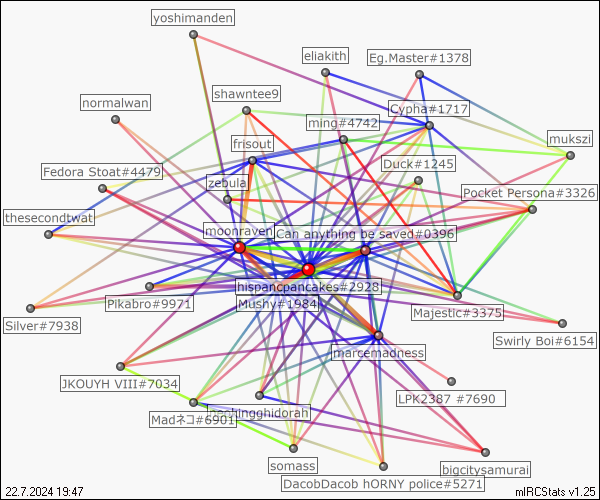 yoshimanden
eliakith
Eg.Master#1378
shawntee9
normalwan
Cypha#1717
ming#4742
frisout
mukszi
Duck#1245
Fedora Stoat#4479
zebula
Pocket Persona#3326
thesecondtwat
moonraven
Can anything be saved#0396
hispancpancakes#2928
Pikabro#9971
Mushy#1984
Majestic#3375
Silver#7938
Swirly Boi#6154
marcemadness
JKOUYH VIII#7034
LPK2387 #7690
Madネコ#6901
hingghidorah
somass
bigcitysamurai
DacobDacob hORNY police#5271
22.7.2024 19:47
mIRCStats v1.25